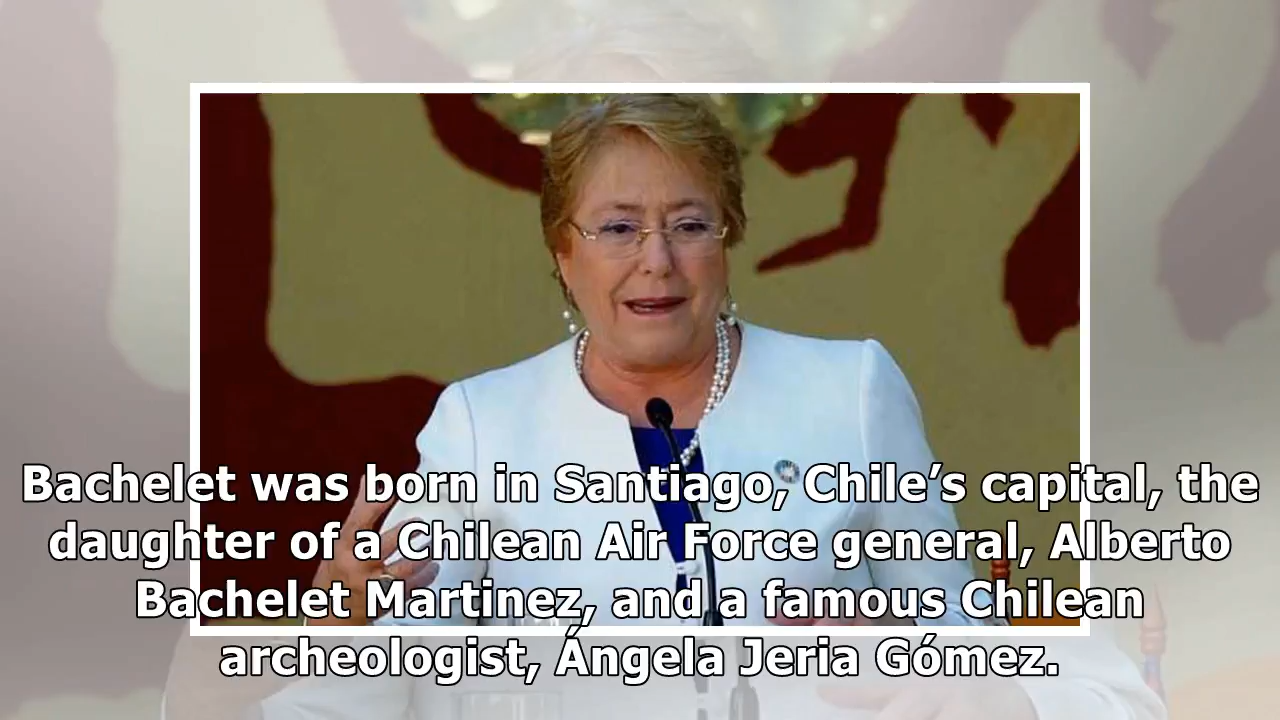 Bachelet was born in Santiago, Chile’s capital, the
daughter of a Chilean Air Force general, Alberto
Bachelet Martinez, and a famous Chilean
archeologist, Ángela Jeria Gómez.